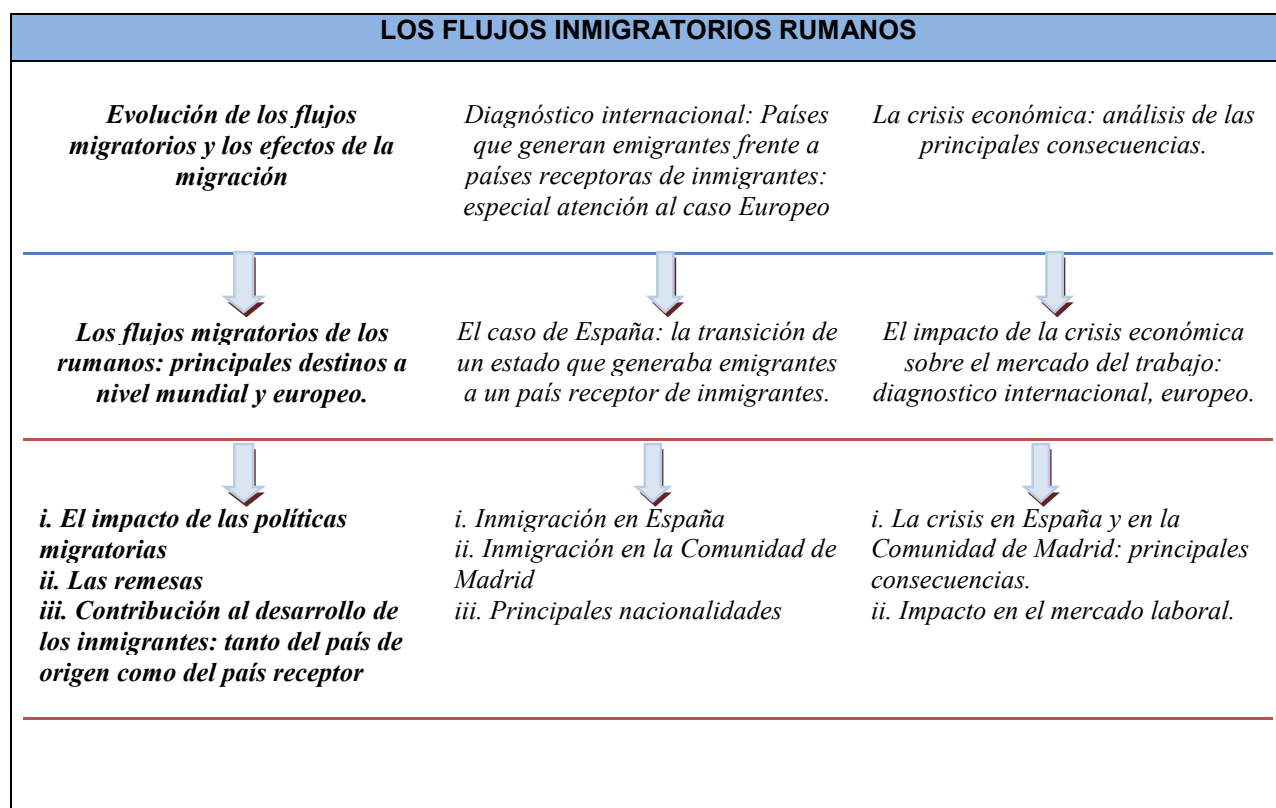 LOS FLUJOS INMIGRATORIOS RUMANOS
Evolución de los flujos
migratorios y los efectos de la
migración
Diagnóstico internacional: Países
que generan emigrantes frente a
países receptoras de inmigrantes:
especial atención al caso Europeo
La crisis económica: análisis de las
principales consecuencias.
Los flujos migratorios de los
rumanos: principales destinos a
nivel mundial y europeo.
El caso de España: la transición de
un estado que generaba emigrantes
a un país receptor de inmigrantes.
El impacto de la crisis económica
sobre el mercado del trabajo:
diagnostico internacional, europeo.
i. El impacto de las políticas
migratorias
ii. Las remesas
iii. Contribución al desarrollo de
los inmigrantes: tanto del país de
origen como del país receptor
i. Inmigración en España
ii. Inmigración en la Comunidad de
Madrid
iii. Principales nacionalidades
i. La crisis en España y en la
Comunidad de Madrid: principales
consecuencias.
ii. Impacto en el mercado laboral.